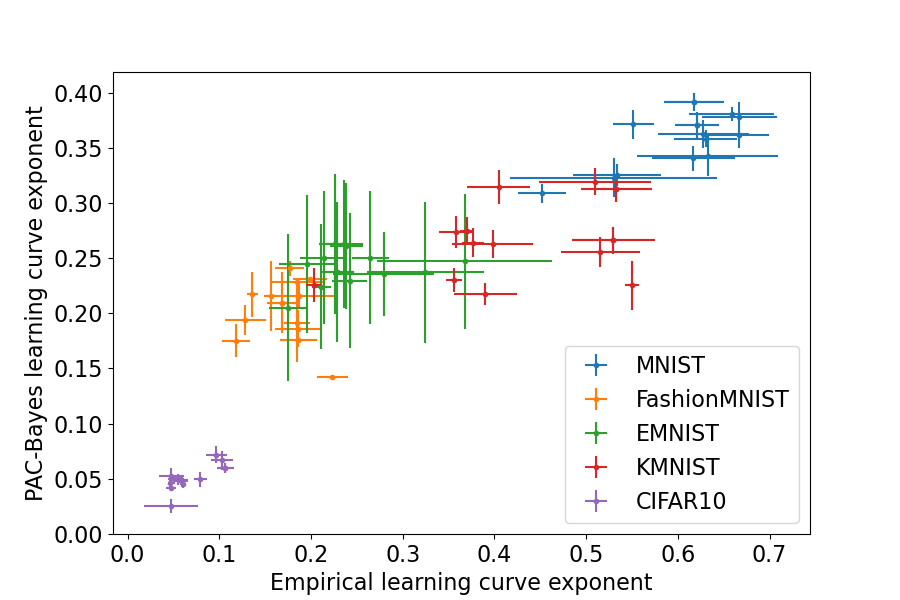 0.40
0.35
0.30
0.25
0.20
0.15
0.10
0.05
0.00
PAC-Bayes learning curve exponent
MNIST
FashionMNIST
EMNIST
KMNIST
CIFAR10
0.0 0.1 0.2 0.3 0.4 0.5 0.6 0.7
Empirical learning curve exponent